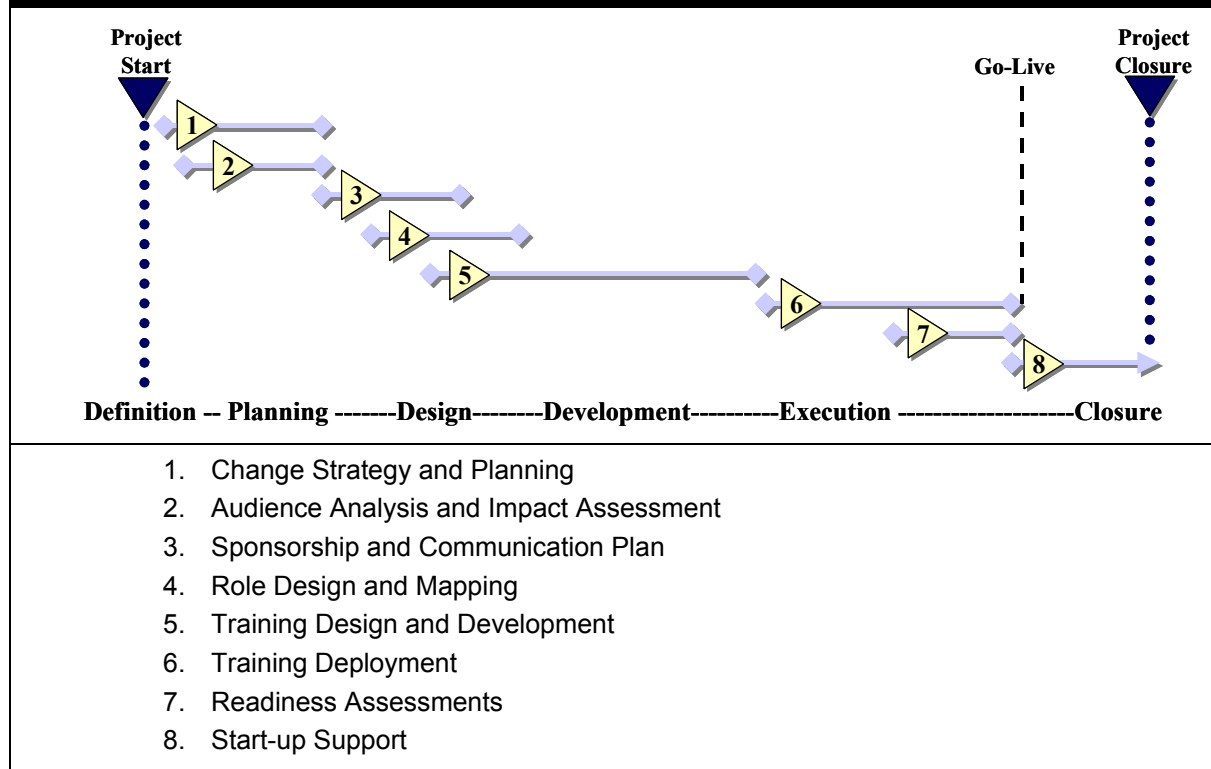 Project
Start
Project
Closure
Go-Live
1
2
3
4
5
6
7
8
Definition -- Planning -------Design--------Development----------Execution --------------------Closure
1. Change Strategy and Planning
2. Audience Analysis and Impact Assessment
3. Sponsorship and Communication Plan
4. Role Design and Mapping
5. Training Design and Development
6. Training Deployment
7. Readiness Assessments
8. Start-up Support